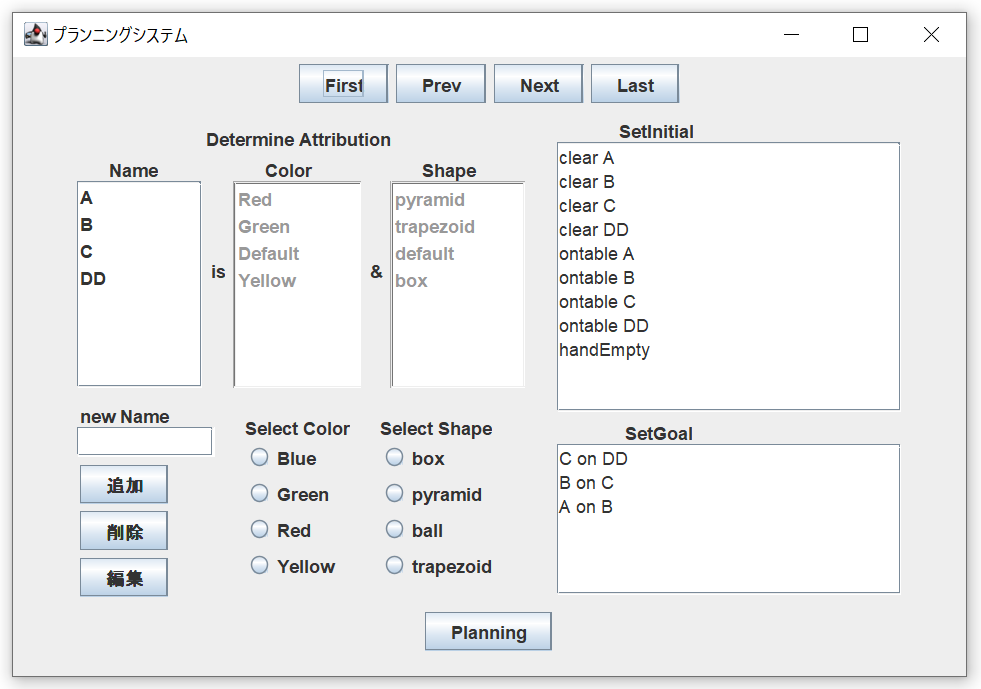 プランニングシステム
First Prev Next Last
Determine Attribution
Name Color Shape
A
B
C
DD
is
Red
Green
Default
Yellow
&
pyramid
trapezoid
default
box
new Name
追加
削除
編集
Select Color
Blue
Green
Red
Yellow
Select Shape
box
pyramid
ball
trapezoid
SetInitial
clear A
clear B
clear C
clear DD
ontable A
ontable B
ontable C
ontable DD
handEmpty
SetGoal
C on DD
B on C
A on B
Planning